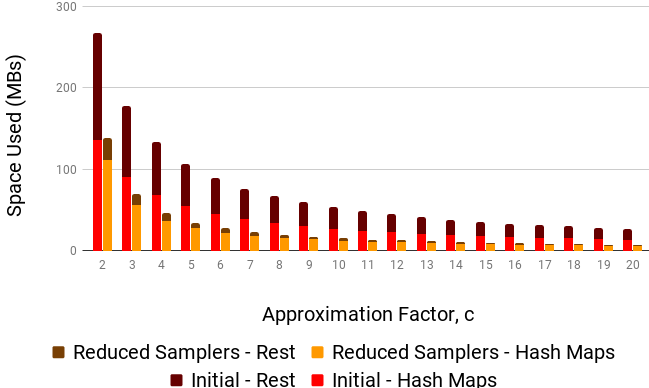 300
200
100
0
Space Used (MBs)
2 3 4 5 6 7 8 9 10 11 12 13 14 15 16 17 18 19 20
Approximation Factor, c
Reduced Samplers - Rest Reduced Samplers - Hash Maps
Initial - Rest Initial - Hash Maps